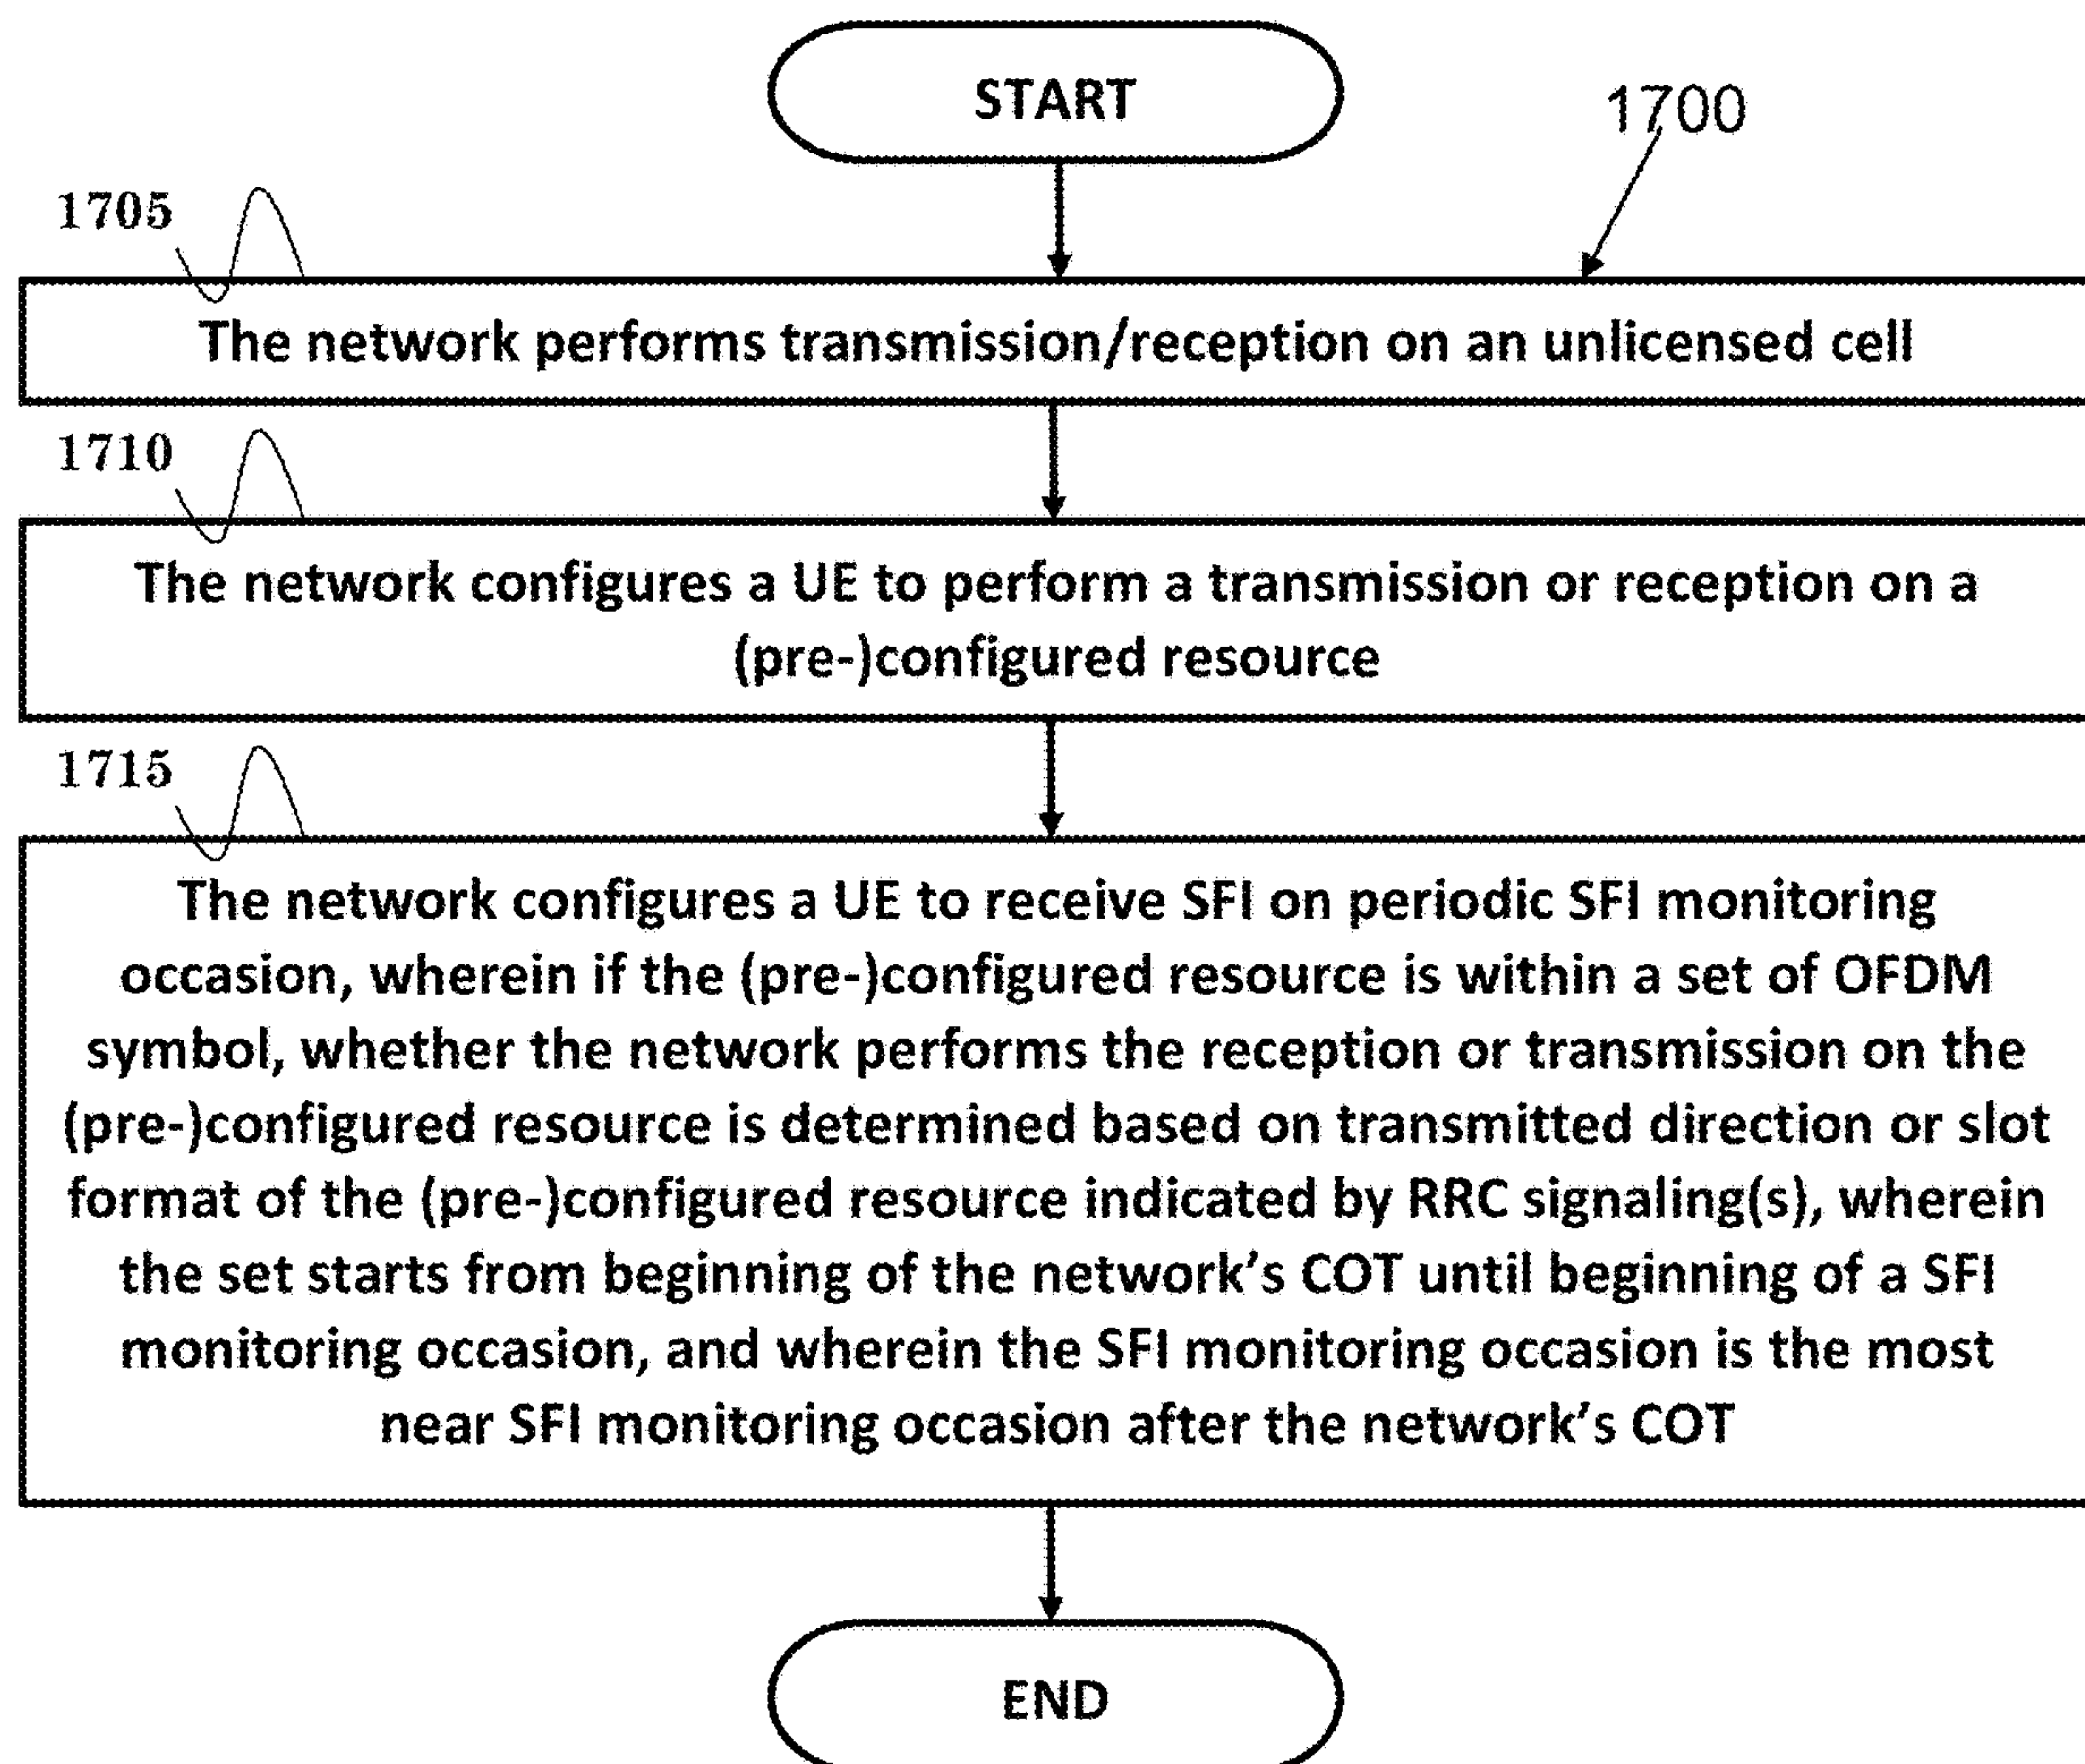 START
1700
1705
The network performs transmission/reception on an unlicensed cell
1710
The network configures a UE to perform a transmission or reception on a
(pre-)configured resource
1715
The network configures a UE to receive SFI on periodic SFI monitoring
occasion, wherein if the (pre-)configured resource is within a set of OFDM
symbol, whether the network performs the reception or transmission on the
(pre-)configured resource is determined based on transmitted direction or slot
format of the (pre-)configured resource indicated by RRC signaling(s), wherein
the set starts from beginning of the network’s COT until beginning of a SFI
monitoring occasion, and wherein the SFI monitoring occasion is the most
near SFI monitoring occasion after the network’s COT
END